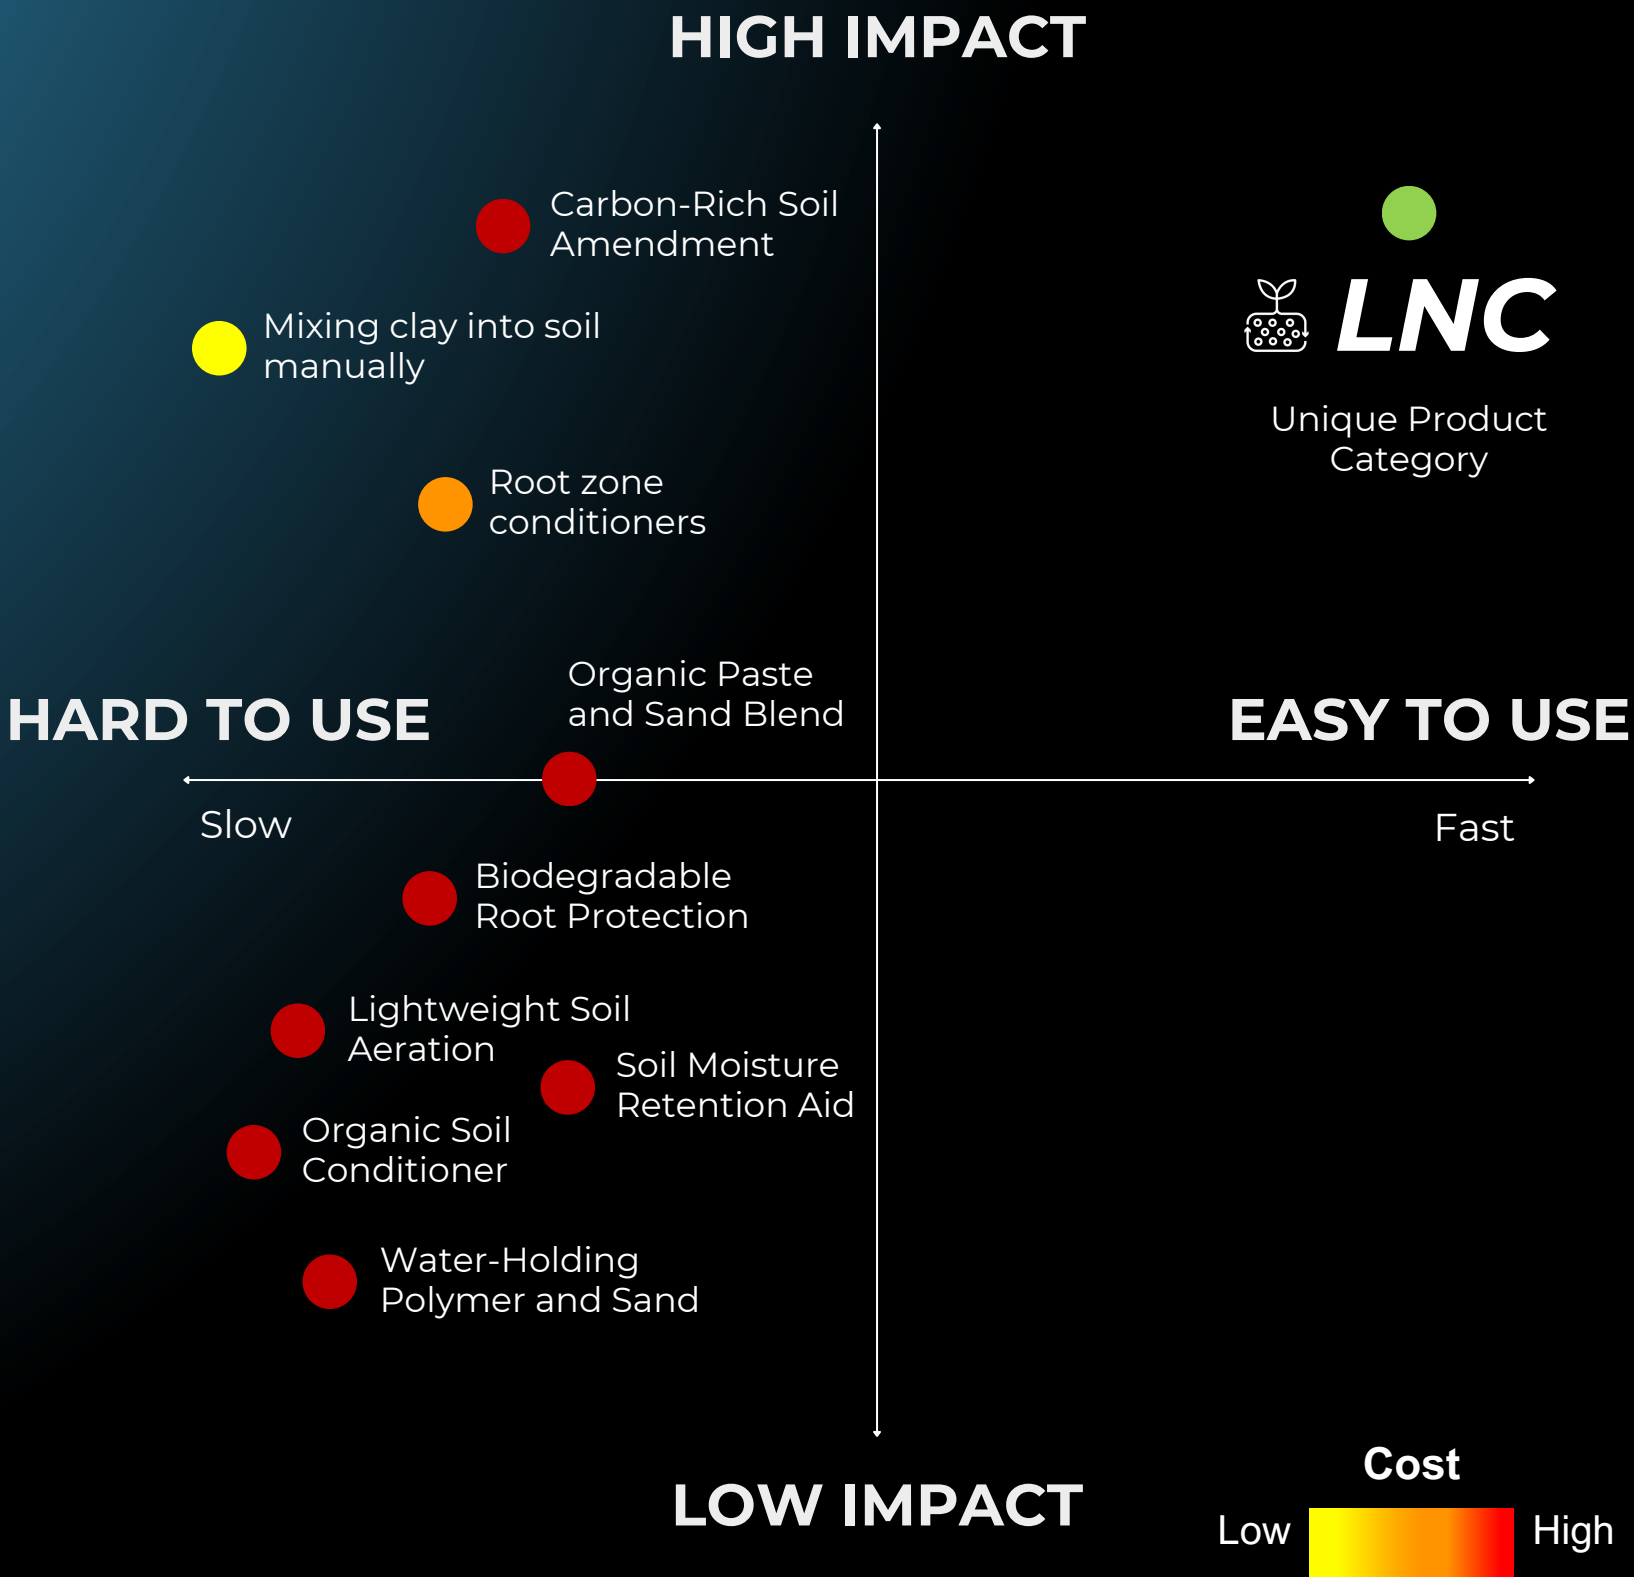 HIGH IMPACT
Carbon-Rich Soil
Amendment
Mixing clay into soil
manually
LNC
Unique Product
Category
Root zone
conditioners
Organic Paste
and Sand Blend
HARD TO USE
EASY TO USE
Slow
Fast
Biodegradable
Root Protection
Lightweight Soil
Aeration
Soil Moisture
Retention Aid
Organic Soil
Conditioner
Water-Holding
Polymer and Sand
LOW IMPACT
Cost
Low
High